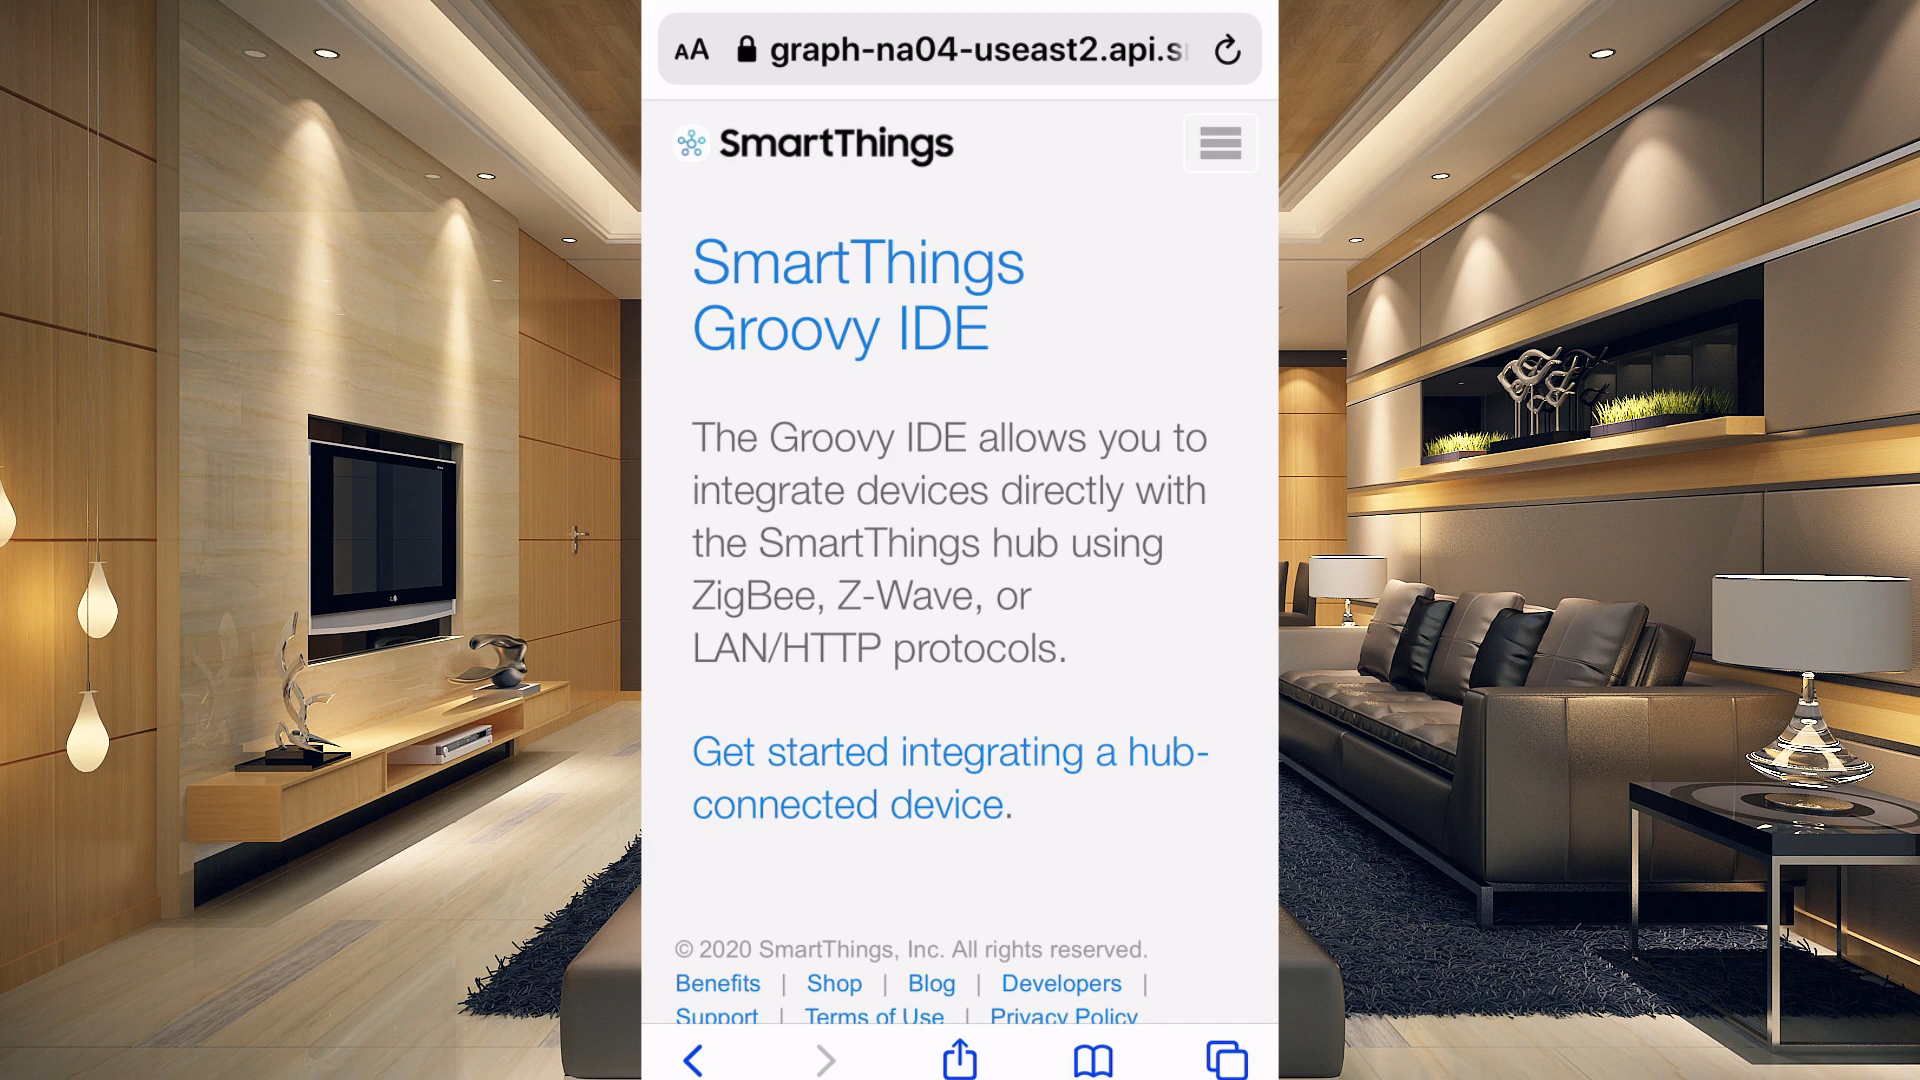 AA graph-na04-useast2.api.s
SmartThings
SmartThings
Groovy IDE
The Groovy IDE allows you to
integrate devices directly with
the SmartThings hub using
ZigBee, Z-Wave, or
LAN/HTTP protocols.
Get started integrating a hub-
connected device.
© 2020 SmartThings, Inc. All rights reserved.
Benefits | Shop | Blog | Developers |
Support | Terms of Use | Privacy Policy